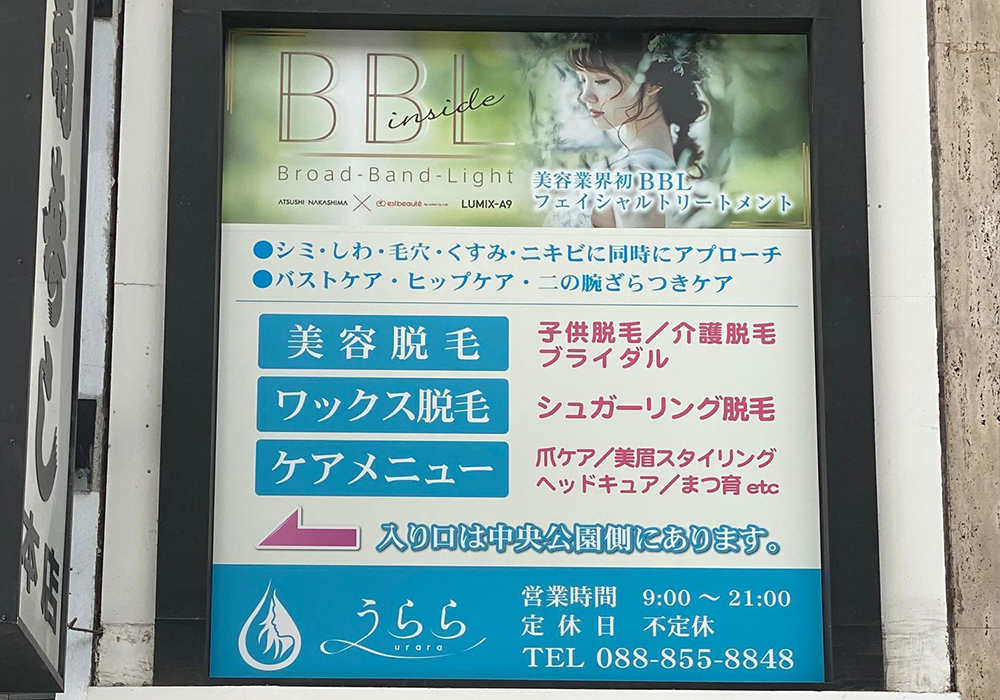 BBL
inside
Broad-Band-Light
ATSUSHI NAKASHIMA × estbeauté LUMIX-A9
美容業界初 BBL
フェイシャルトリートメント
●シミ・しわ・毛穴・くすみ・ニキビに同時にアプローチ
●バストケア・ヒップケア・二の腕ざらつきケア
美容脱毛
子供脱毛／介護脱毛
ブライダル
ワックス脱毛
シュガーリング脱毛
ケアメニュー
爪ケア／美眉スタイリング
ヘッドキュア／まつ育 etc
入り口は中央公園側にあります。
うらら
urara
営業時間 9:00 ～ 21:00
定休日 不定休
TEL 088-855-8848
本店